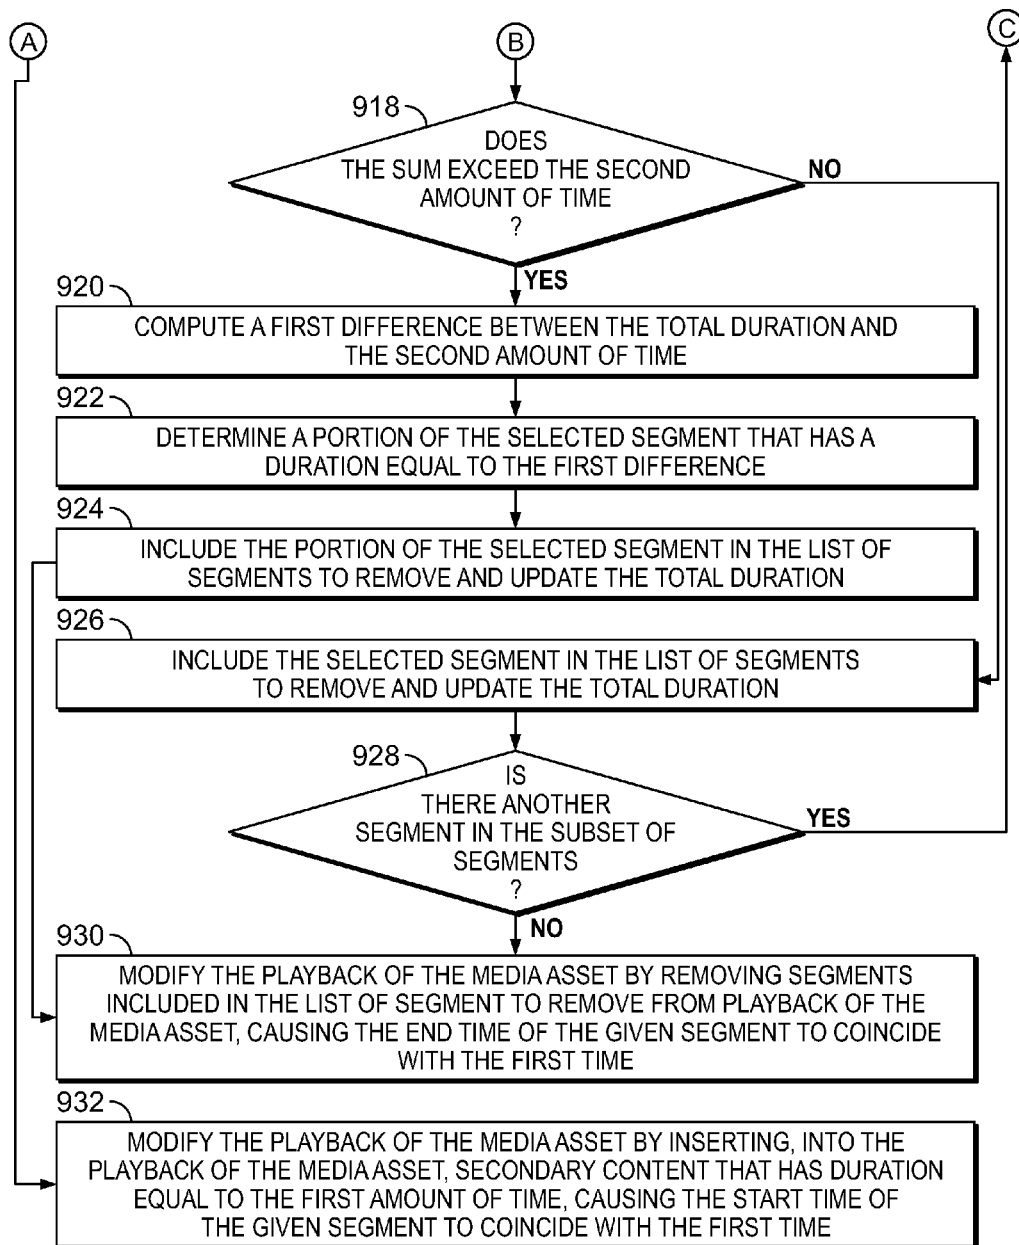 A
B
C
918
DOES
THE SUM EXCEED THE SECOND
AMOUNT OF TIME
?
NO
YES
920
COMPUTE A FIRST DIFFERENCE BETWEEN THE TOTAL DURATION AND
THE SECOND AMOUNT OF TIME
922
DETERMINE A PORTION OF THE SELECTED SEGMENT THAT HAS A
DURATION EQUAL TO THE FIRST DIFFERENCE
924
INCLUDE THE PORTION OF THE SELECTED SEGMENT IN THE LIST OF
SEGMENTS TO REMOVE AND UPDATE THE TOTAL DURATION
926
INCLUDE THE SELECTED SEGMENT IN THE LIST OF SEGMENTS
TO REMOVE AND UPDATE THE TOTAL DURATION
928
IS
THERE ANOTHER
SEGMENT IN THE SUBSET OF
SEGMENTS
?
YES
NO
930
MODIFY THE PLAYBACK OF THE MEDIA ASSET BY REMOVING SEGMENTS
INCLUDED IN THE LIST OF SEGMENT TO REMOVE FROM PLAYBACK OF THE
MEDIA ASSET, CAUSING THE END TIME OF THE GIVEN SEGMENT TO COINCIDE
WITH THE FIRST TIME
932
MODIFY THE PLAYBACK OF THE MEDIA ASSET BY INSERTING, INTO THE
PLAYBACK OF THE MEDIA ASSET, SECONDARY CONTENT THAT HAS DURATION
EQUAL TO THE FIRST AMOUNT OF TIME, CAUSING THE START TIME OF
THE GIVEN SEGMENT TO COINCIDE WITH THE FIRST TIME